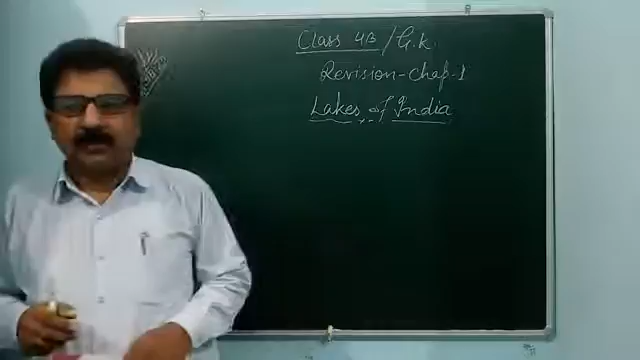 Class 4B/G.k.
Revision-Chap-1
Lakes of India